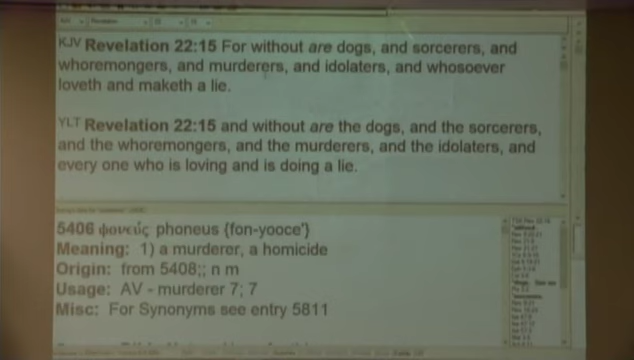 KJV Revelation 22:15 For without are dogs, and sorcerers, and
whoremongers, and murderers, and idolaters, and whosoever
loveth and maketh a lie.
YLT Revelation 22:15 and without are the dogs, and the sorcerers,
and the whoremongers, and the murderers, and the idolaters, and
every one who is loving and is doing a lie.
5406 φονεύς phoneus {fon-yooce'}
Meaning: 1) a murderer, a homicide
Origin: from 5408;; n m
Usage: AV - murderer 7; 7
Misc: For Synonyms see entry 5811